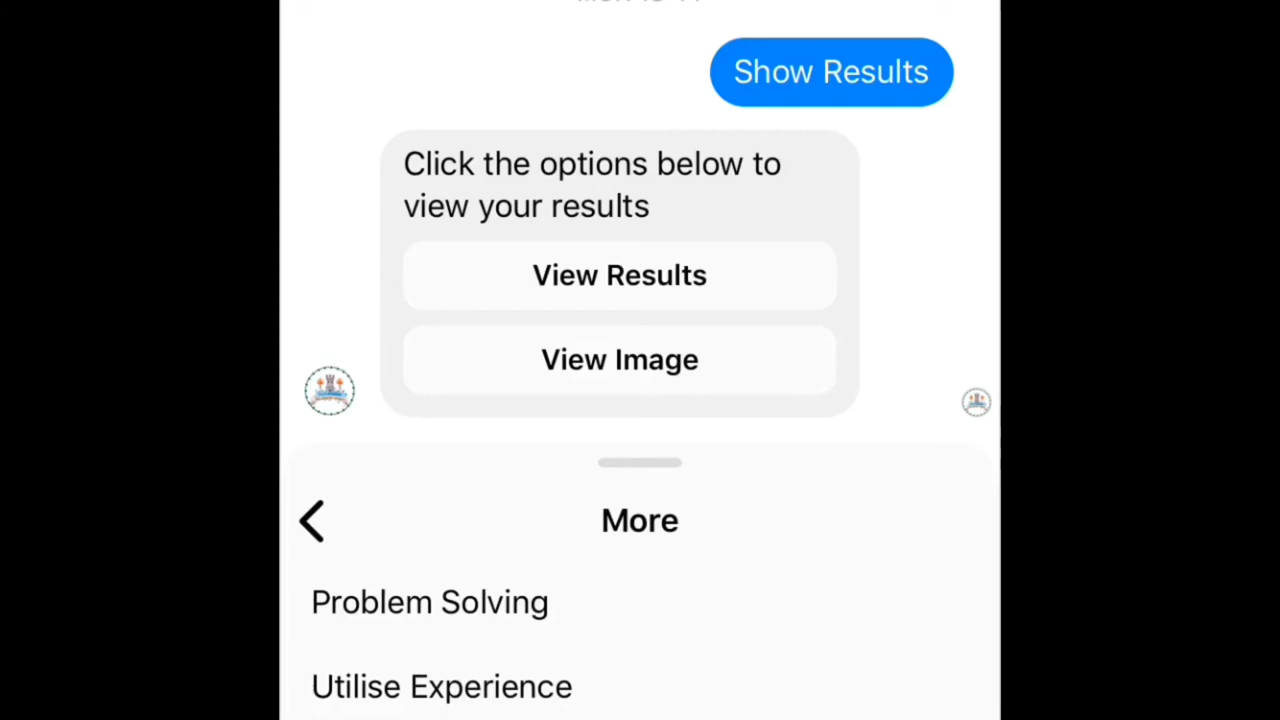 Show Results
Click the options below to
view your results
View Results
View Image
More
Problem Solving
Utilise Experience